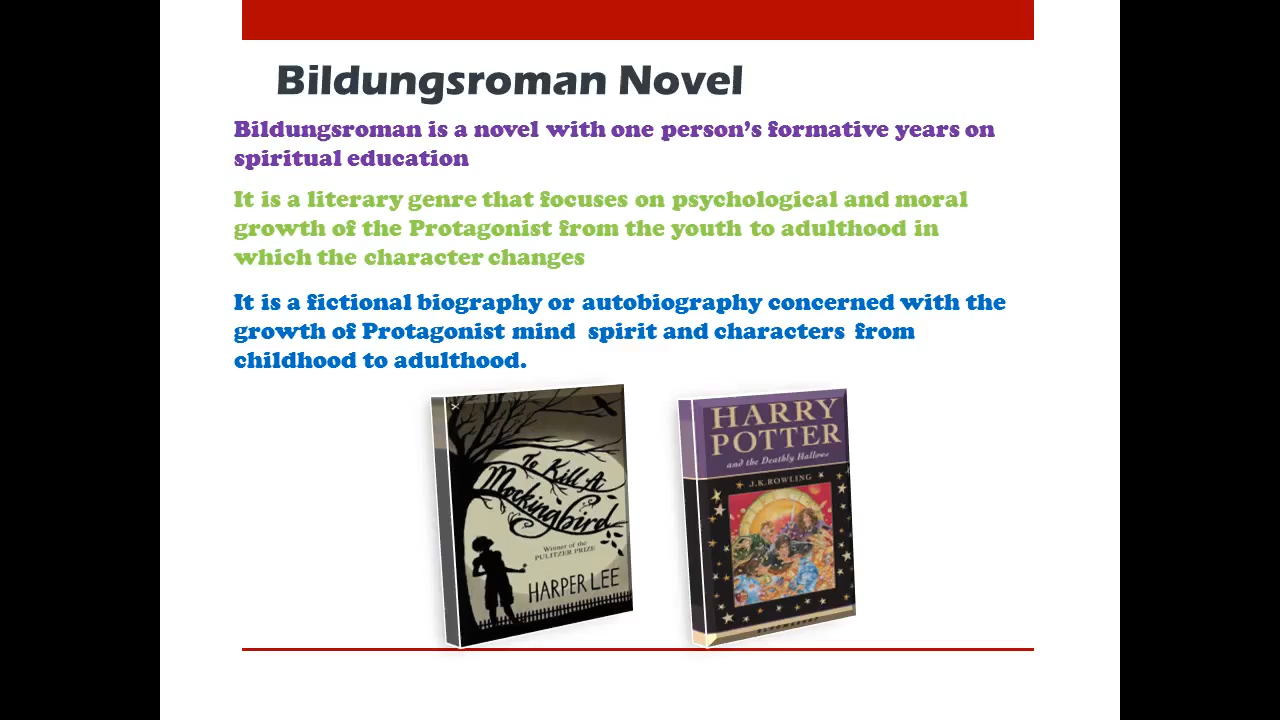 Bildungsroman Novel
Bildungsroman is a novel with one person's formative years on
spiritual education
It is a literary genre that focuses on psychological and moral
growth of the Protagonist from the youth to adulthood in
which the character changes
It is a fictional biography or autobiography concerned with the
growth of Protagonist mind spirit and characters from
childhood to adulthood.
To Kill A
Mockingbird
Winner of the
PULITZER PRIZE
HARPER LEE
HARRY
POTTER
and the Deathly Hallows
J.K.ROWLING
BLOOMSBURY